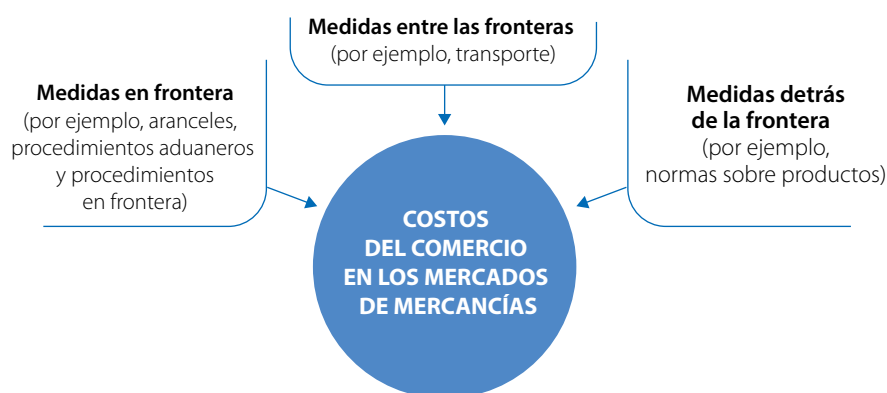 Medidas entre las fronteras
(por ejemplo, transporte)
Medidas en frontera
(por ejemplo, aranceles,
procedimientos aduaneros
y procedimientos
en frontera)
Medidas detrás
de la frontera
(por ejemplo,
normas sobre productos)
COSTOS
DEL COMERCIO
EN LOS MERCADOS
DE MERCANCÍAS